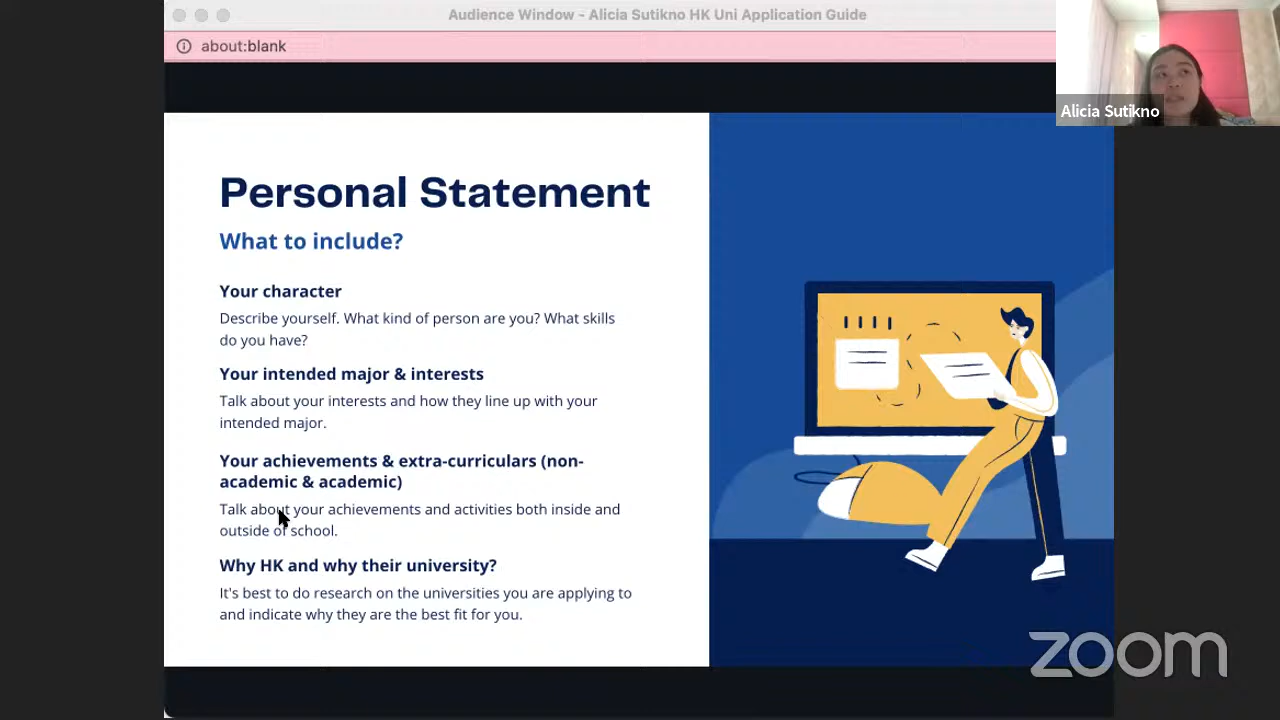 Audience Window - Alicia Sutikno HK Uni Application Guide
about:blank
Alicia Sutikno
Personal Statement
What to include?
Your character
Describe yourself. What kind of person are you? What skills
do you have?
Your intended major & interests
Talk about your interests and how they line up with your
intended major.
Your achievements & extra-curriculars (non-
academic & academic)
Talk about your achievements and activities both inside and
outside of school.
Why HK and why their university?
It's best to do research on the universities you are applying to
and indicate why they are the best fit for you.
zoom